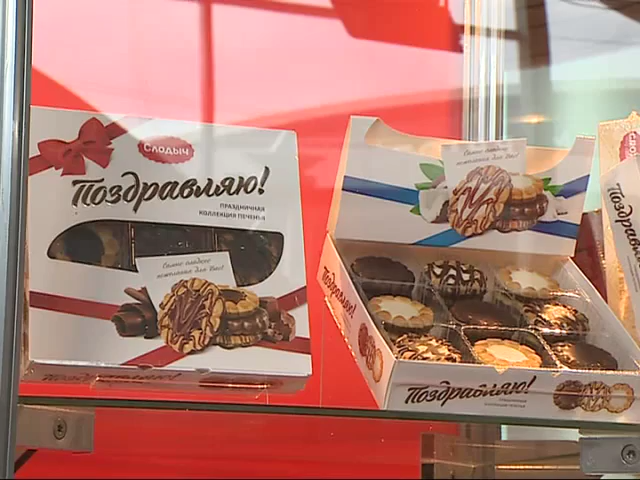 Слодыч
Поздравляю!
ПРАЗДНИЧНАЯ
КОЛЛЕКЦИЯ ПЕЧЕНЬЯ
Самые сладкие
пожелания для Вас!
Самые сладкие
пожелания для Вас!
Поздравляю!
Поздравляю!
ПРАЗДНИЧНАЯ
КОЛЛЕКЦИЯ ПЕЧЕНЬЯ